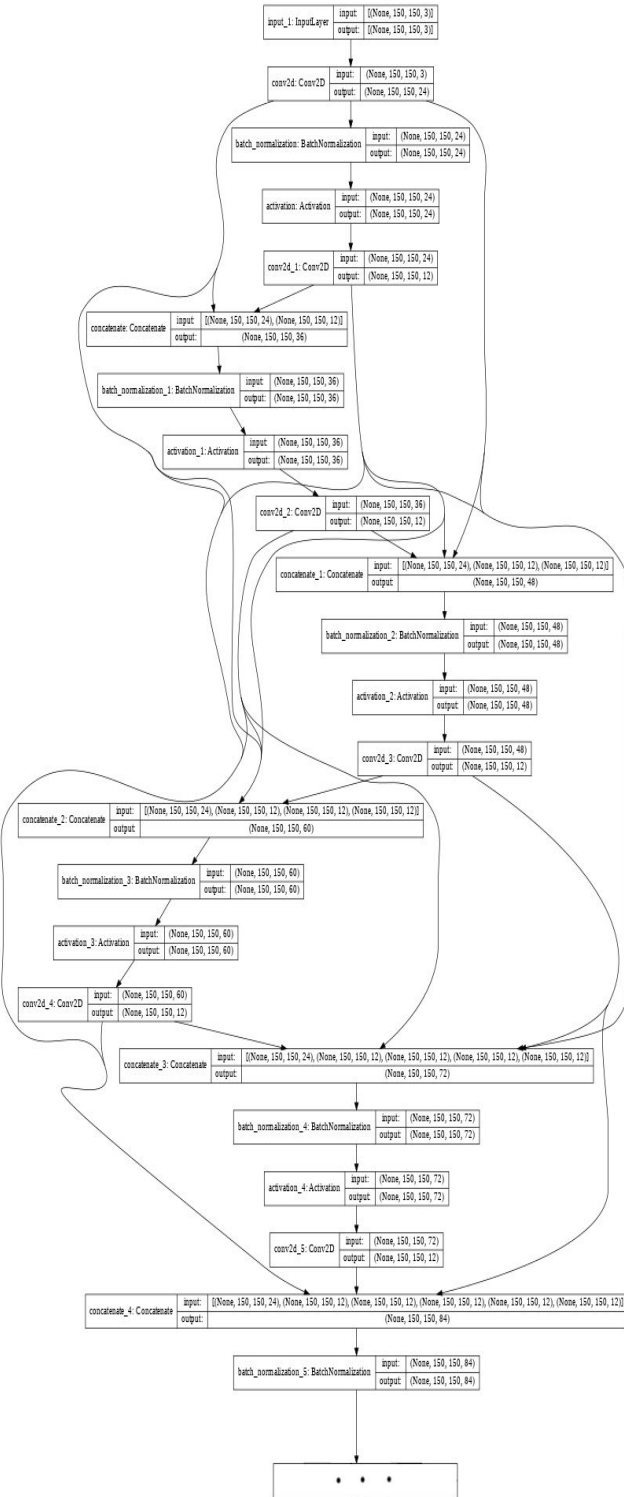 input_1: InputLayer input: [(None, 150, 150, 3)]
output: [(None, 150, 150, 3)]
conv2d: Conv2D input: (None, 150, 150, 3)
output: (None, 150, 150, 24)
batch_normalization: BatchNormalization input: (None, 150, 150, 24)
output: (None, 150, 150, 24)
activation: Activation input: (None, 150, 150, 24)
output: (None, 150, 150, 24)
conv2d_1: Conv2D input: (None, 150, 150, 24)
output: (None, 150, 150, 12)
concatenate: Concatenate input: [(None, 150, 150, 24), (None, 150, 150, 12)]
output: (None, 150, 150, 36)
batch_normalization_1: BatchNormalization input: (None, 150, 150, 36)
output: (None, 150, 150, 36)
activation_1: Activation input: (None, 150, 150, 36)
output: (None, 150, 150, 36)
conv2d_2: Conv2D input: (None, 150, 150, 36)
output: (None, 150, 150, 12)
concatenate_1: Concatenate input: [(None, 150, 150, 24), (None, 150, 150, 12), (None, 150, 150, 12)]
output: (None, 150, 150, 48)
batch_normalization_2: BatchNormalization input: (None, 150, 150, 48)
output: (None, 150, 150, 48)
activation_2: Activation input: (None, 150, 150, 48)
output: (None, 150, 150, 48)
conv2d_3: Conv2D input: (None, 150, 150, 48)
output: (None, 150, 150, 12)
concatenate_2: Concatenate input: [(None, 150, 150, 24), (None, 150, 150, 12), (None, 150, 150, 12), (None, 150, 150, 12)]
output: (None, 150, 150, 60)
batch_normalization_3: BatchNormalization input: (None, 150, 150, 60)
output: (None, 150, 150, 60)
activation_3: Activation input: (None, 150, 150, 60)
output: (None, 150, 150, 60)
conv2d_4: Conv2D input: (None, 150, 150, 60)
output: (None, 150, 150, 12)
concatenate_3: Concatenate input: [(None, 150, 150, 24), (None, 150, 150, 12), (None, 150, 150, 12), (None, 150, 150, 12), (None, 150, 150, 12)]
output: (None, 150, 150, 72)
batch_normalization_4: BatchNormalization input: (None, 150, 150, 72)
output: (None, 150, 150, 72)
activation_4: Activation input: (None, 150, 150, 72)
output: (None, 150, 150, 72)
conv2d_5: Conv2D input: (None, 150, 150, 72)
output: (None, 150, 150, 12)
concatenate_4: Concatenate input: [(None, 150, 150, 24), (None, 150, 150, 12), (None, 150, 150, 12), (None, 150, 150, 12), (None, 150, 150, 12), (None, 150, 150, 12)]
output: (None, 150, 150, 84)
batch_normalization_5: BatchNormalization input: (None, 150, 150, 84)
output: (None, 150, 150, 84)
• • •